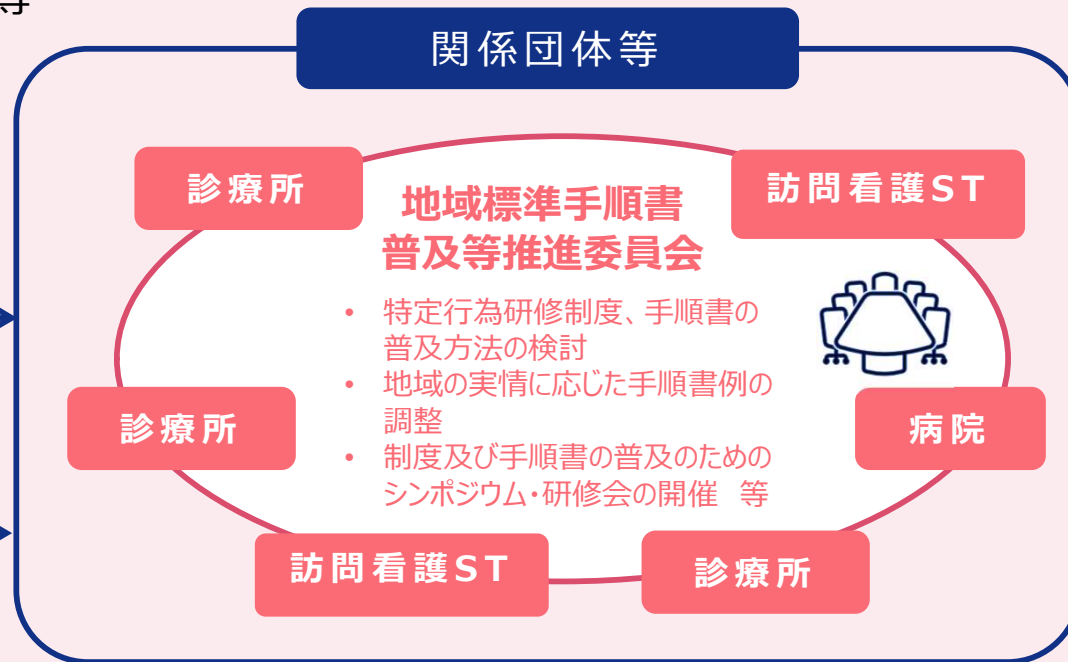 等
関係団体等
診療所
訪問看護ST
地域標準手順書
普及等推進委員会
• 特定行為研修制度、手順書の
普及方法の検討
• 地域の実情に応じた手順書例の
調整
• 制度及び手順書の普及のための
シンポジウム・研修会の開催 等
診療所
病院
訪問看護ST
診療所